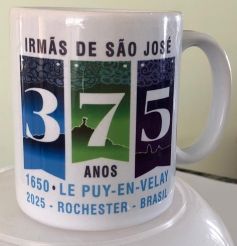 IRMÃS DE SÃO JOSÉ
375
ANOS
1650 • LE PUY-EN-VELAY
2025 - ROCHESTER - BRASIL